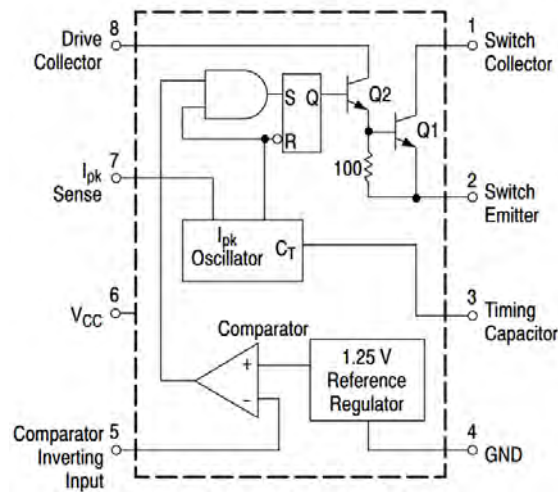 8
Drive
Collector
1
Switch
Collector
S Q
Q2
R
Q1
100
7
Ipk
Sense
2
Switch
Emitter
Ipk
Oscillator
CT
6
VCC
3
Timing
Capacitor
Comparator
+
−
1.25 V
Reference
Regulator
Comparator
Inverting
Input
5
4
GND